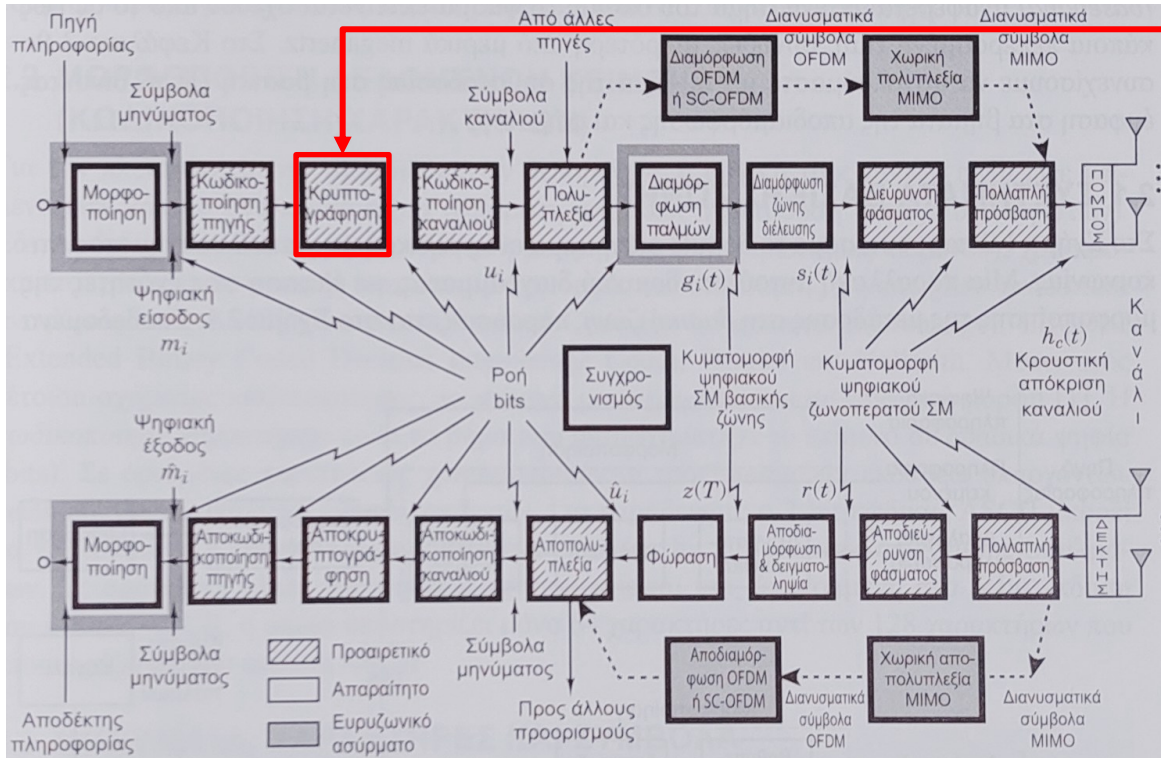 Πηγή
πληροφορίας
Από άλλες
πηγές
Διανυσματικά
σύμβολα
OFDM
Διανυσματικά
σύμβολα
MIMO
Διαμόρφωση
OFDM
ή SC-OFDM
Χωρική
πολυπλεξία
MIMO
Σύμβολα
μηνύματος
Σύμβολα
καναλιού
Μορφο-
ποίηση
Κωδικο-
ποίηση
πηγής
Κρυπτο-
γράφηση
Κωδικο-
ποίηση
καναλιού
Πολυ-
πλεξία
Διαμόρ-
φωση
παλμών
Διαμόρφωση
ζώνης
διέλευσης
Διεύρυνση
φάσματος
Πολλαπλή
πρόσβαση
ΠΟΜΠΟΣ
u_i
g_i(t)
s_i(t)
Ψηφιακή
είσοδος
m_i
Ροή
bits
Συγχρο-
νισμός
Κυματομορφή
ψηφιακού
ΣΜ βασικής
ζώνης
Κυματομορφή
ψηφιακού
ζωνοπερατού ΣΜ
h_c(t)
Κρουστική
απόκριση
καναλιού
Κανάλι
Ψηφιακή
έξοδος
m̂_i
û_i
z(T)
r(t)
Μορφο-
ποίηση
Αποκωδι-
κοποίηση
πηγής
Αποκρυ-
πτογρά-
φηση
Αποκωδι-
κοποίηση
καναλιού
Αποπολυ-
πλεξία
Φώραση
Αποδια-
μόρφωση
& δειγματο-
ληψία
Αποδιεύ-
ρυνση
φάσματος
Πολλαπλή
πρόσβαση
ΔΕΚΤΗΣ
Σύμβολα
μηνύματος
Προαιρετικό
Απαραίτητο
Ευρυζωνικό
ασύρματο
Σύμβολα
μηνύματος
Αποδιαμόρ-
φωση OFDM
ή SC-OFDM
Χωρική απο-
πολυπλεξία
MIMO
Αποδέκτης
πληροφορίας
Προς άλλους
προορισμούς
Διανυσματικά
σύμβολα
OFDM
Διανυσματικά
σύμβολα
MIMO